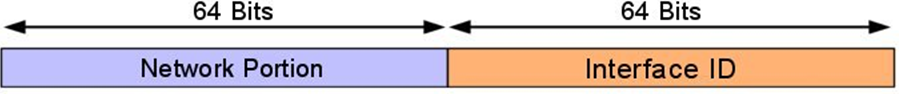 64 Bits 64 Bits
Network Portion Interface ID